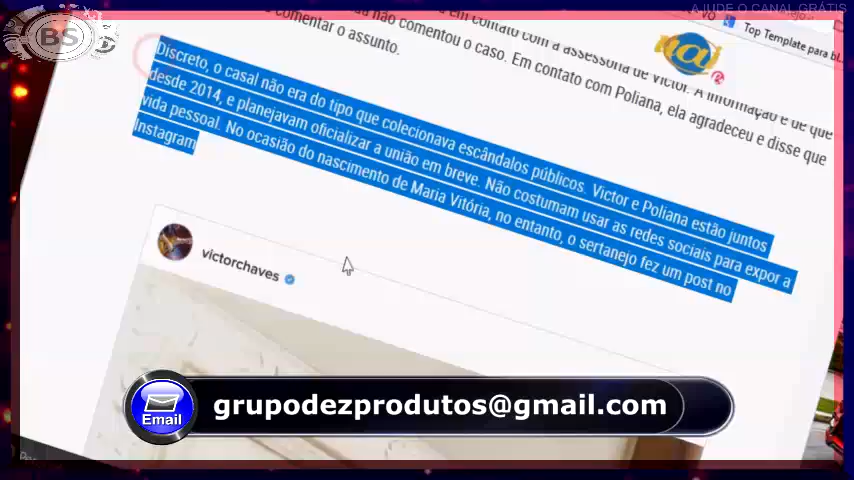 AJUDE O CANAL GRÁTIS
BS
Top Template para bl
em contato com a assessoria de Victor. A informação é de que
não comentou o caso. Em contato com Poliana, ela agradeceu e disse que
comentar o assunto.
Discreto, o casal não era do tipo que colecionava escândalos públicos. Victor e Poliana estão juntos
desde 2014, e planejavam oficializar a união em breve. Não costumam usar as redes sociais para expor a
vida pessoal. No ocasião do nascimento de Maria Vitória, no entanto, o sertanejo fez um post no
Instagram
victorchaves
Email
grupodezprodutos@gmail.com